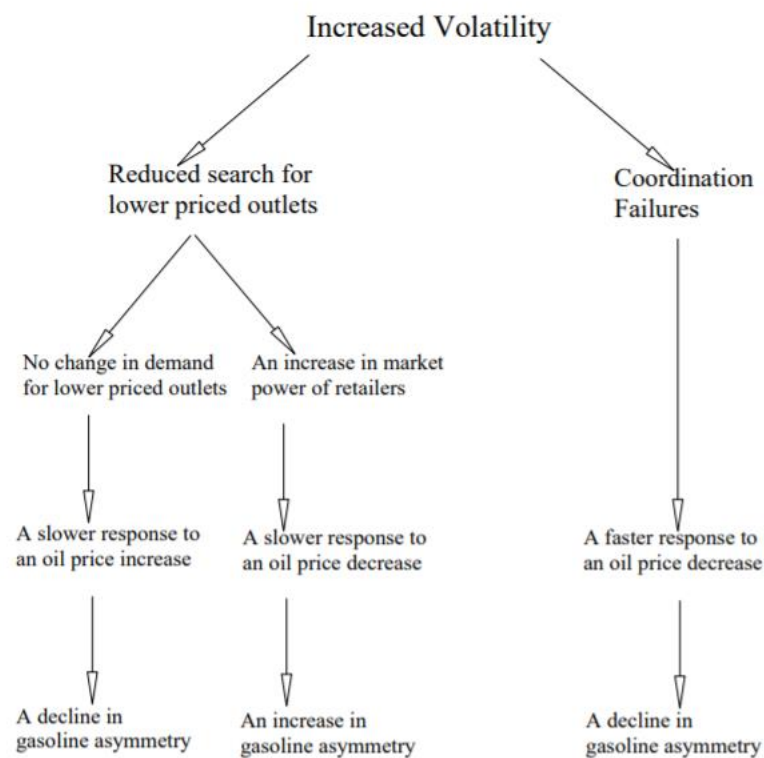 Increased Volatility
Reduced search for
lower priced outlets
Coordination
Failures
No change in demand
for lower priced outlets
An increase in market
power of retailers
A slower response to
an oil price increase
A slower response to
an oil price decrease
A faster response to
an oil price decrease
A decline in
gasoline asymmetry
An increase in
gasoline asymmetry
A decline in
gasoline asymmetry